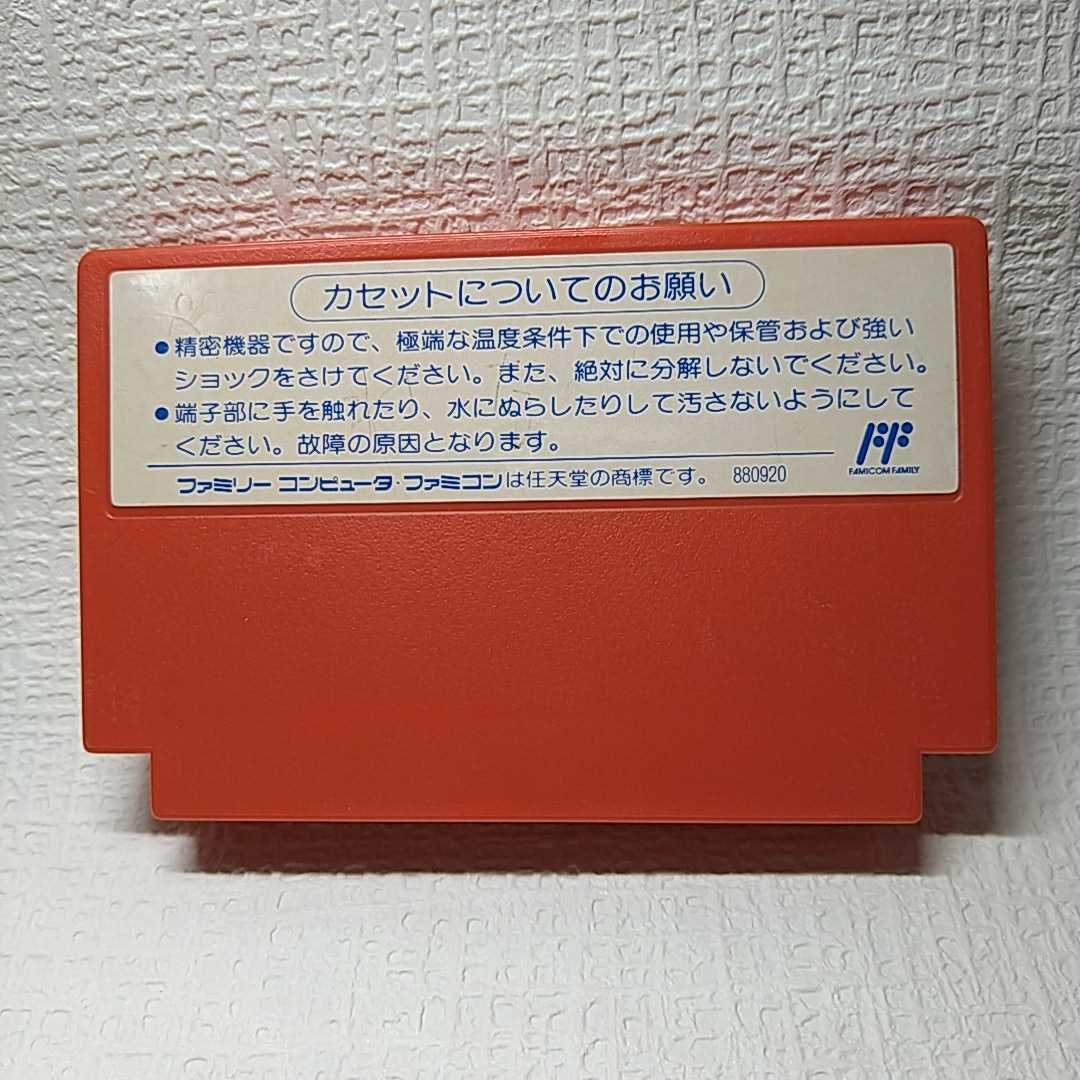 カセットについてのお願い
●精密機器ですので、極端な温度条件下での使用や保管および強い
ショックをさけてください。また、絶対に分解しないでください。
●端子部に手を触れたり、水にぬらしたりして汚さないようにして
ください。故障の原因となります。
FF
FAMICOM FAMILY
ファミリー コンピュータ・ファミコンは任天堂の商標です。 880920